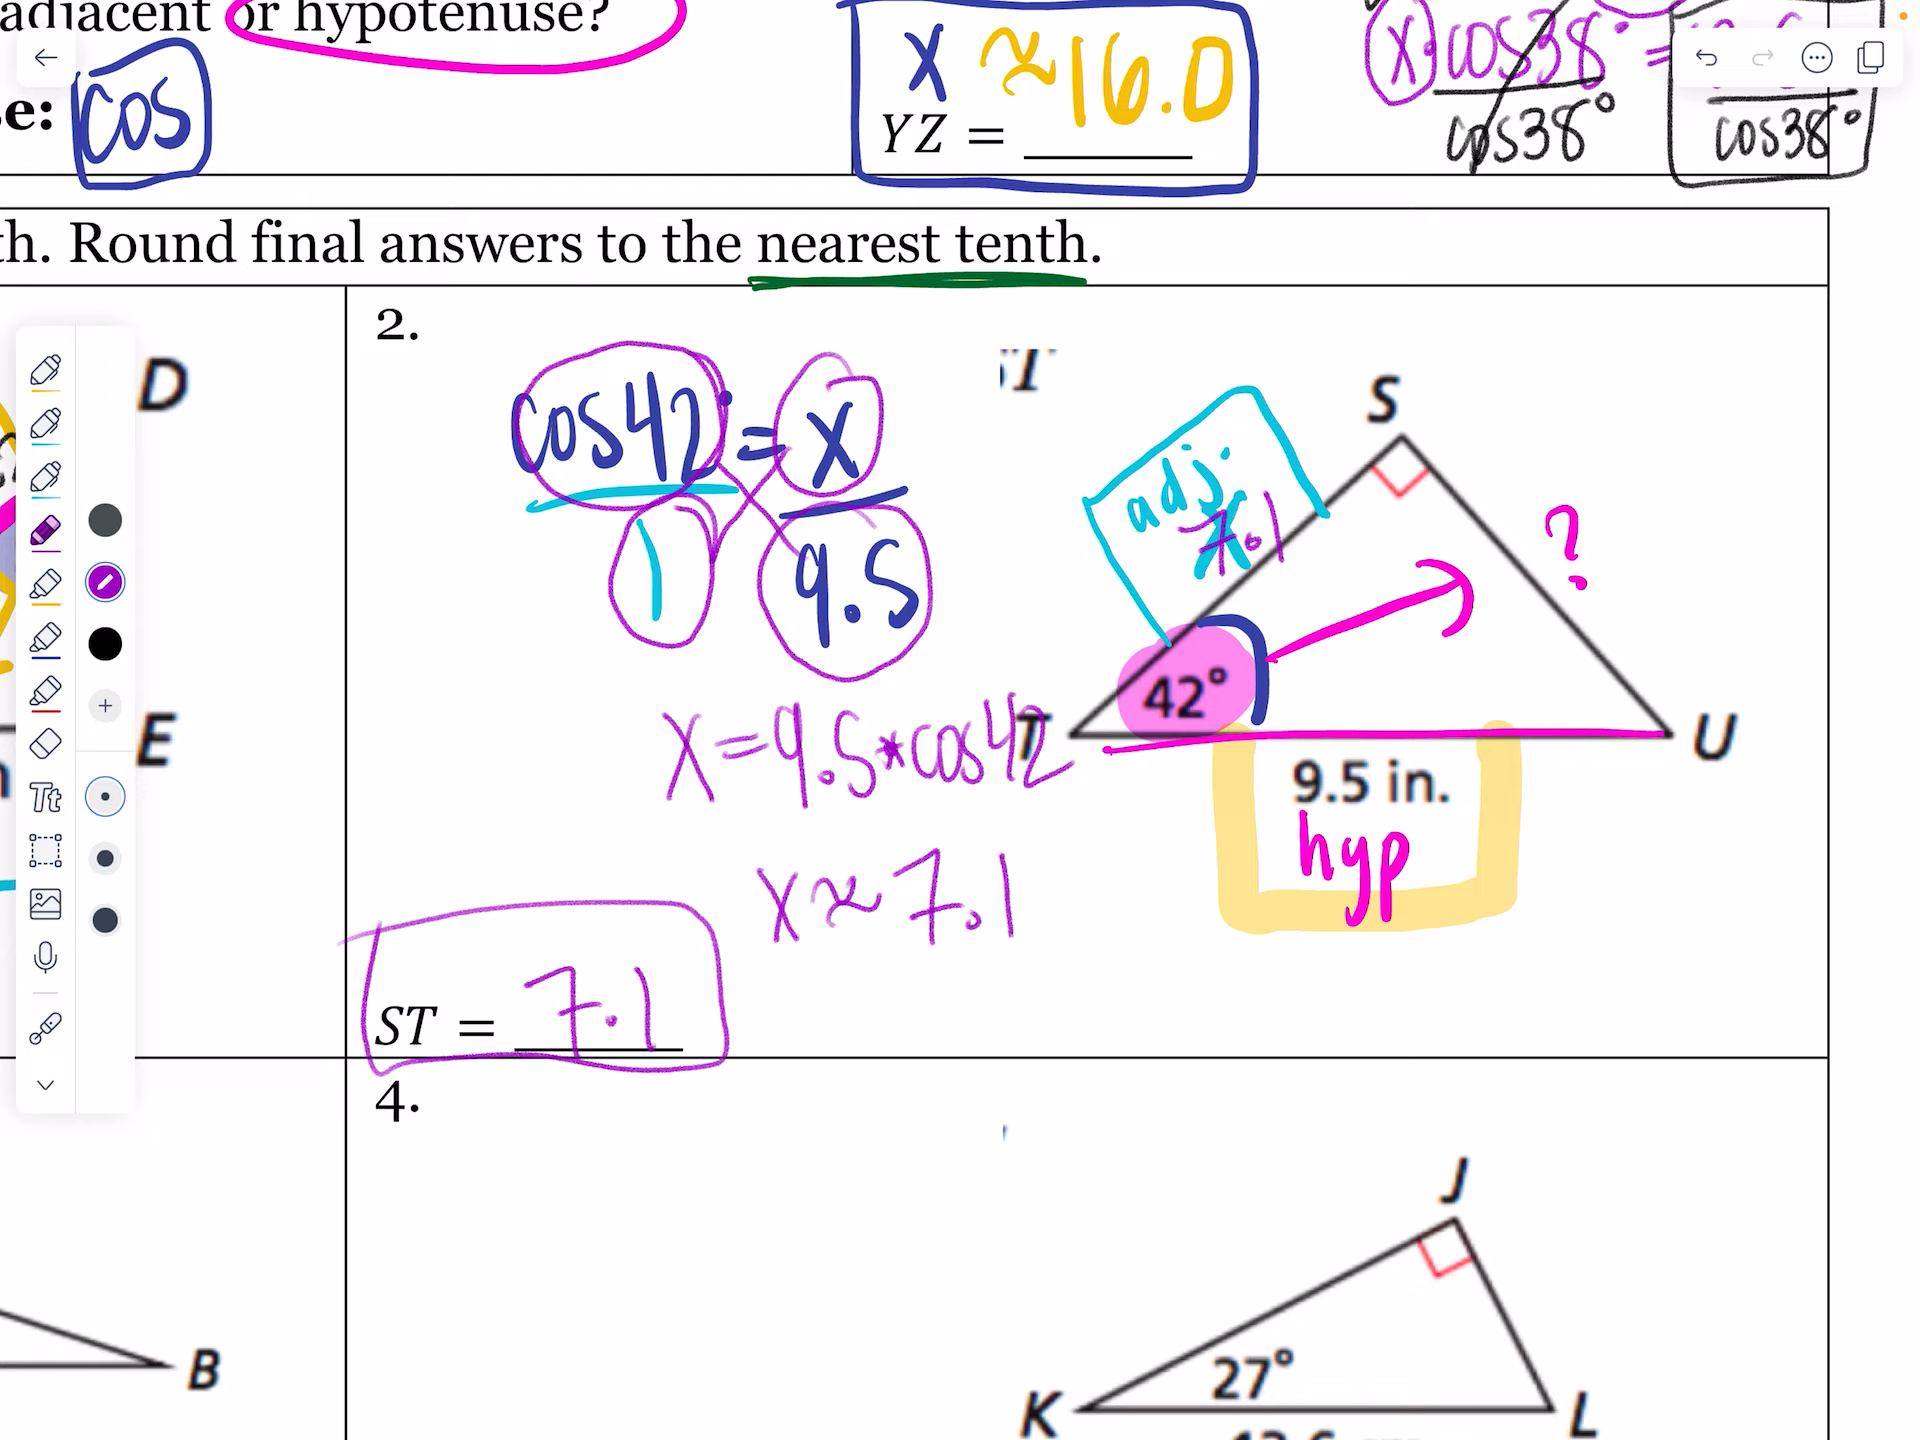 adjacent or hypotenuse?
e: cos
X ≈16.0
YZ =
x·cos38° =
cos38°
cos38°
th. Round final answers to the nearest tenth.
D
E
B
2.
cos42° = x
1 9.5
x=9.5*cos42
x≈7.1
ST = 7.1
ST
S
adj.
x
7.1
?
42°
T
U
9.5 in.
hyp
4.
J
27°
K
L
Tt